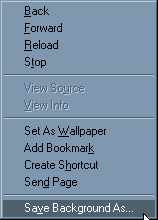 Back
Forward
Reload
Stop
View Source
View Info
Set As Wallpaper
Add Bookmark
Create Shortcut
Send Page
Save Background As...